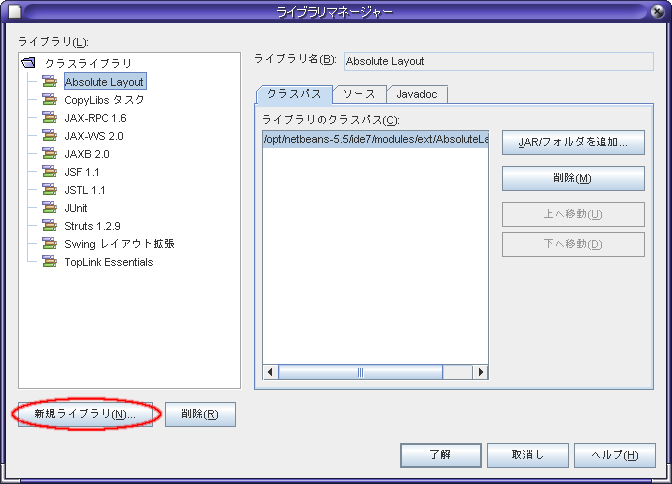 ライブラリマネージャー
ライブラリ(L):
クラスライブラリ
Absolute Layout
CopyLibs タスク
JAX-RPC 1.6
JAX-WS 2.0
JAXB 2.0
JSF 1.1
JSTL 1.1
JUnit
Struts 1.2.9
Swing レイアウト拡張
TopLink Essentials
新規ライブラリ(N)... 削除(R)
ライブラリ名(B): Absolute Layout
クラスパス ソース Javadoc
ライブラリのクラスパス(C):
/opt/netbeans-5.5/ide7/modules/ext/AbsoluteLa
JAR/フォルダを追加...
削除(M)
上へ移動(U)
下へ移動(D)
了解 取消し ヘルプ(H)